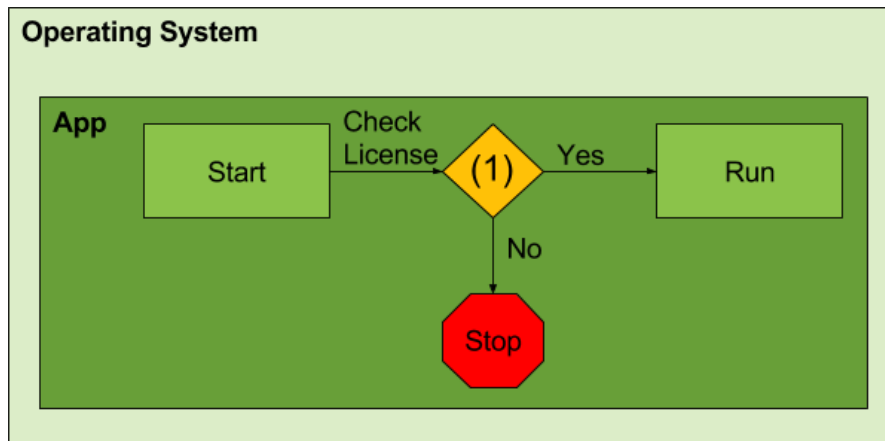 Operating System
App
Start
Check
License
(1)
Yes
Run
No
Stop